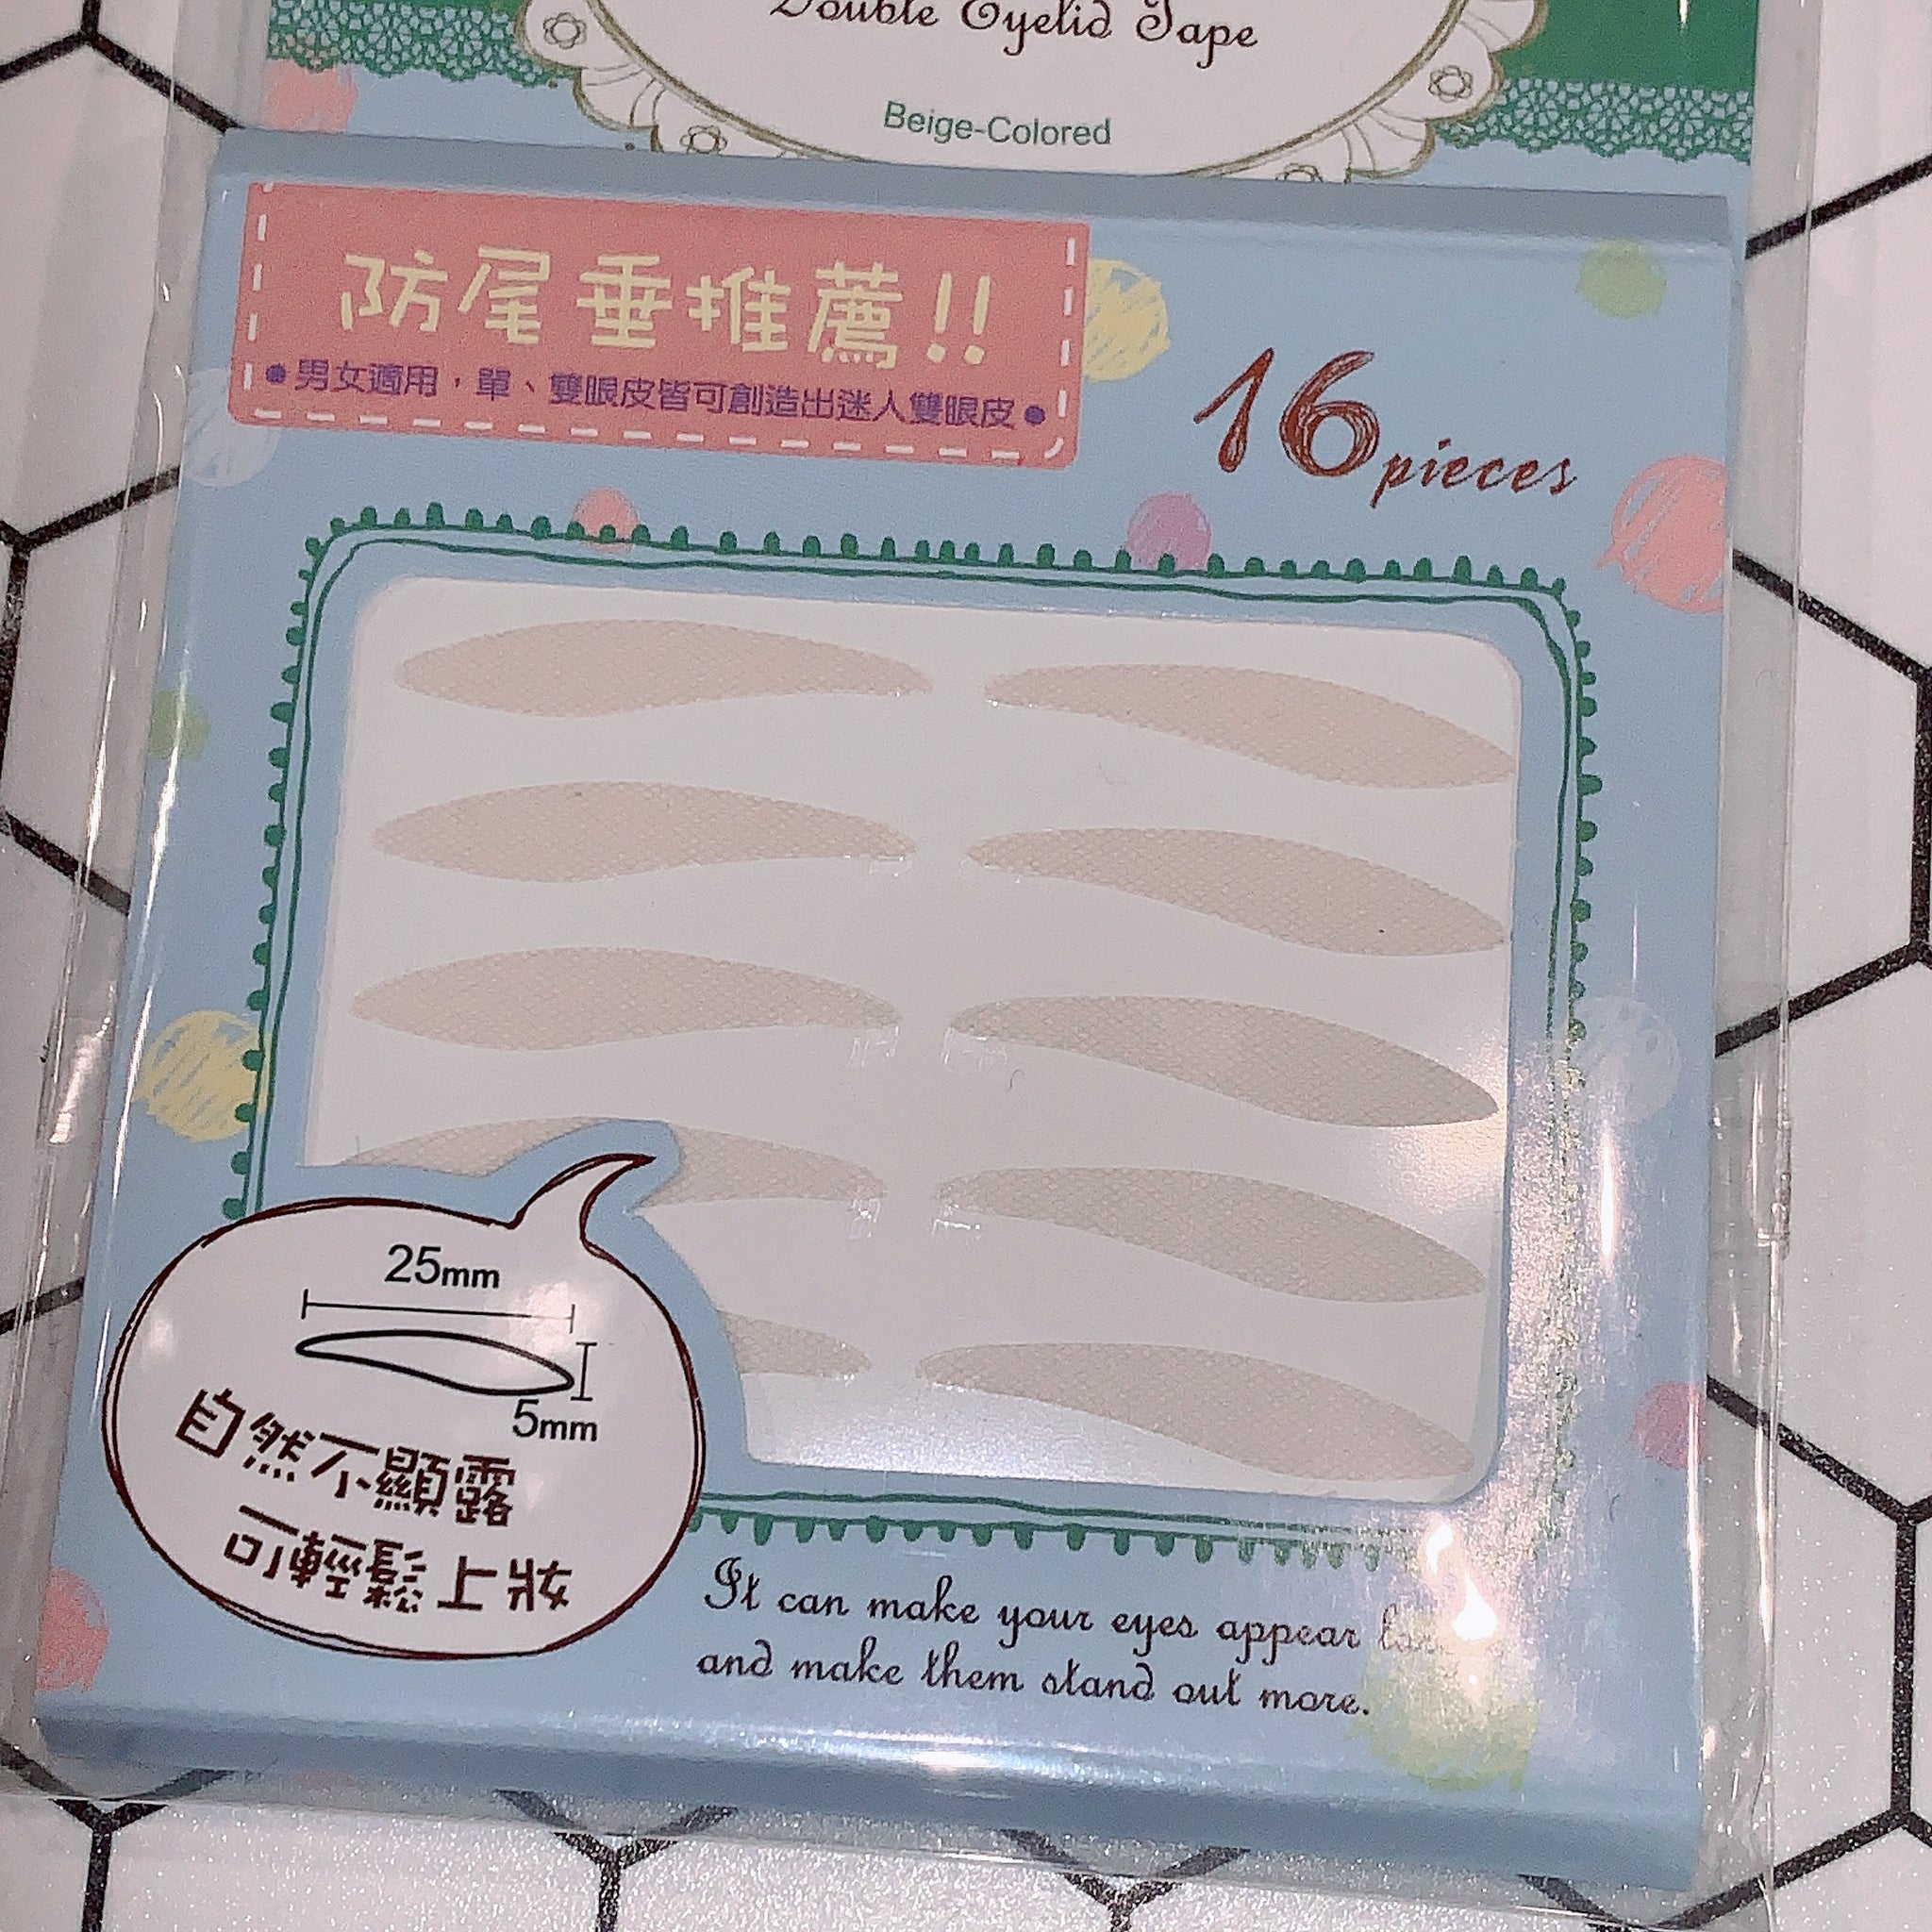 Double Eyelid Tape
Beige-Colored
防尾垂推薦!!
●男女適用，單、雙眼皮皆可創造出迷人雙眼皮●
16 pieces
25mm
5mm
自然不顯露
可輕鬆上妝
It can make your eyes appear
and make them stand out more.